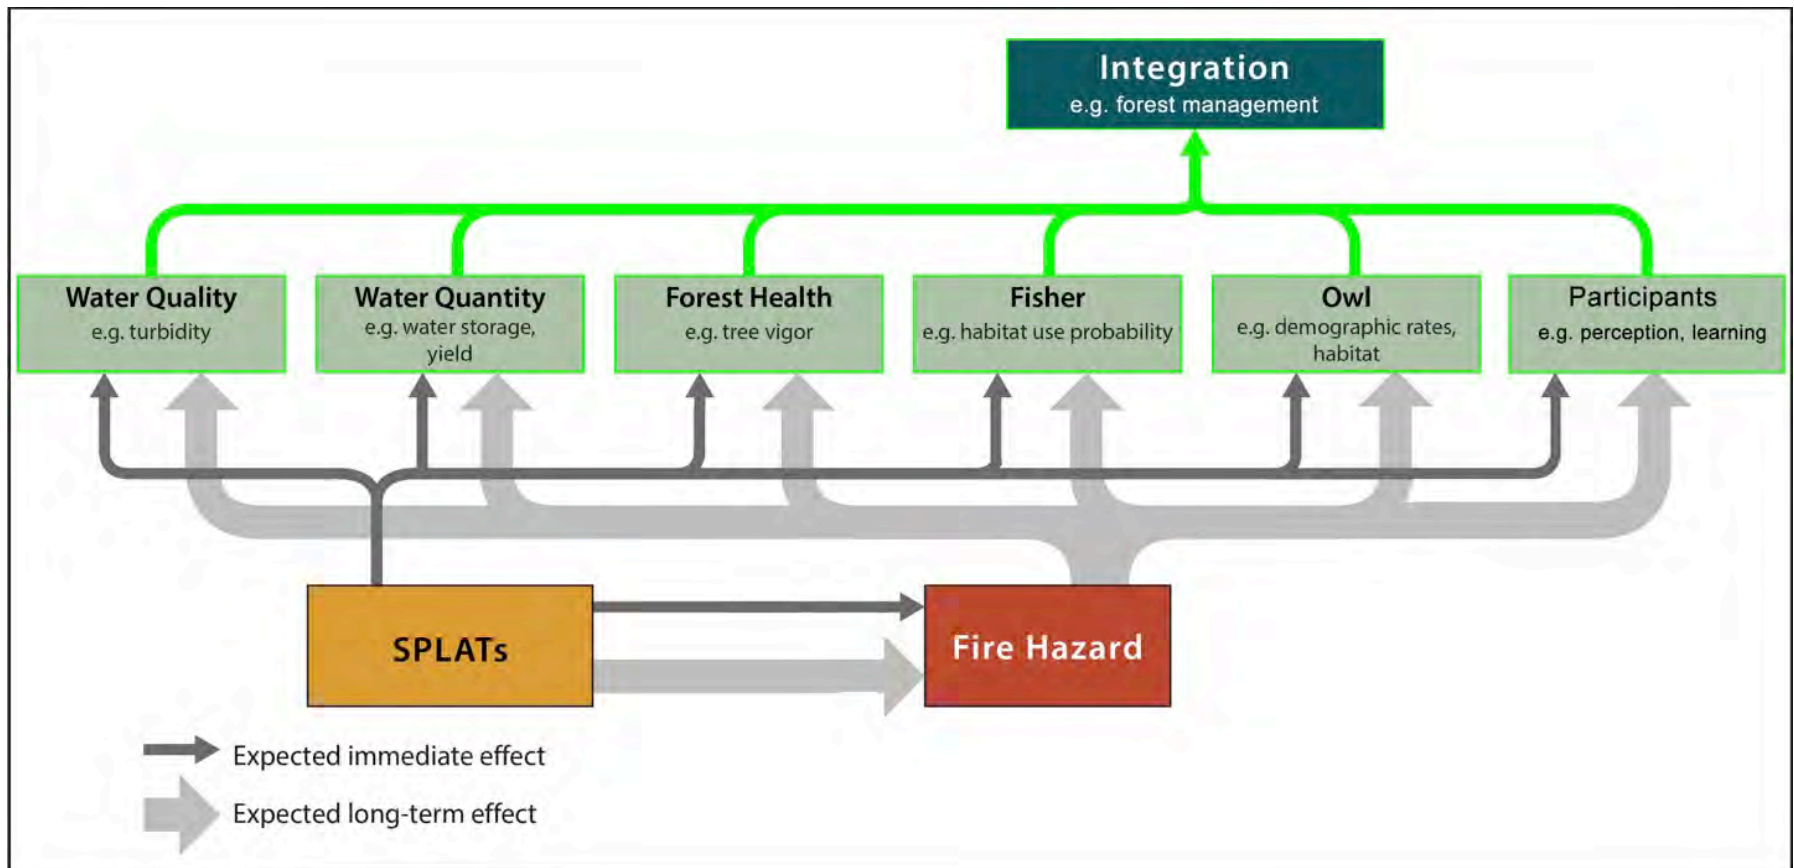 Integration
e.g. forest management
Water Quality
e.g. turbidity
Water Quantity
e.g. water storage,
yield
Forest Health
e.g. tree vigor
Fisher
e.g. habitat use probability
Owl
e.g. demographic rates,
habitat
Participants
e.g. perception, learning
SPLATs
Fire Hazard
Expected immediate effect
Expected long-term effect